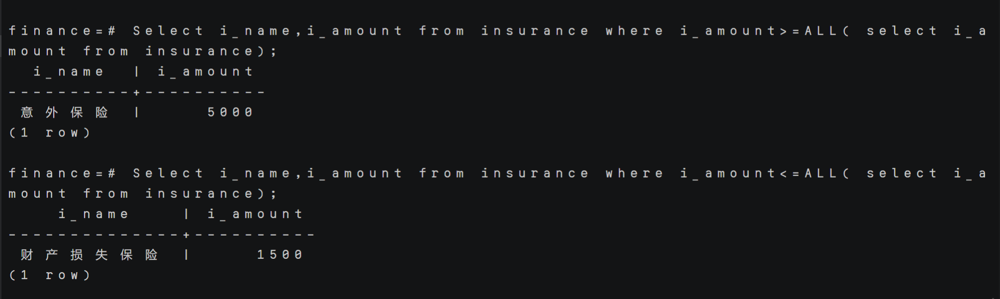 finance=# Select i_name,i_amount from insurance where i_amount>=ALL( select i_a
mount from insurance);
i_name | i_amount
----------+----------
意外保险 | 5000
(1 row)
finance=# Select i_name,i_amount from insurance where i_amount<=ALL( select i_a
mount from insurance);
i_name | i_amount
--------------+----------
财产损失保险 | 1500
(1 row)